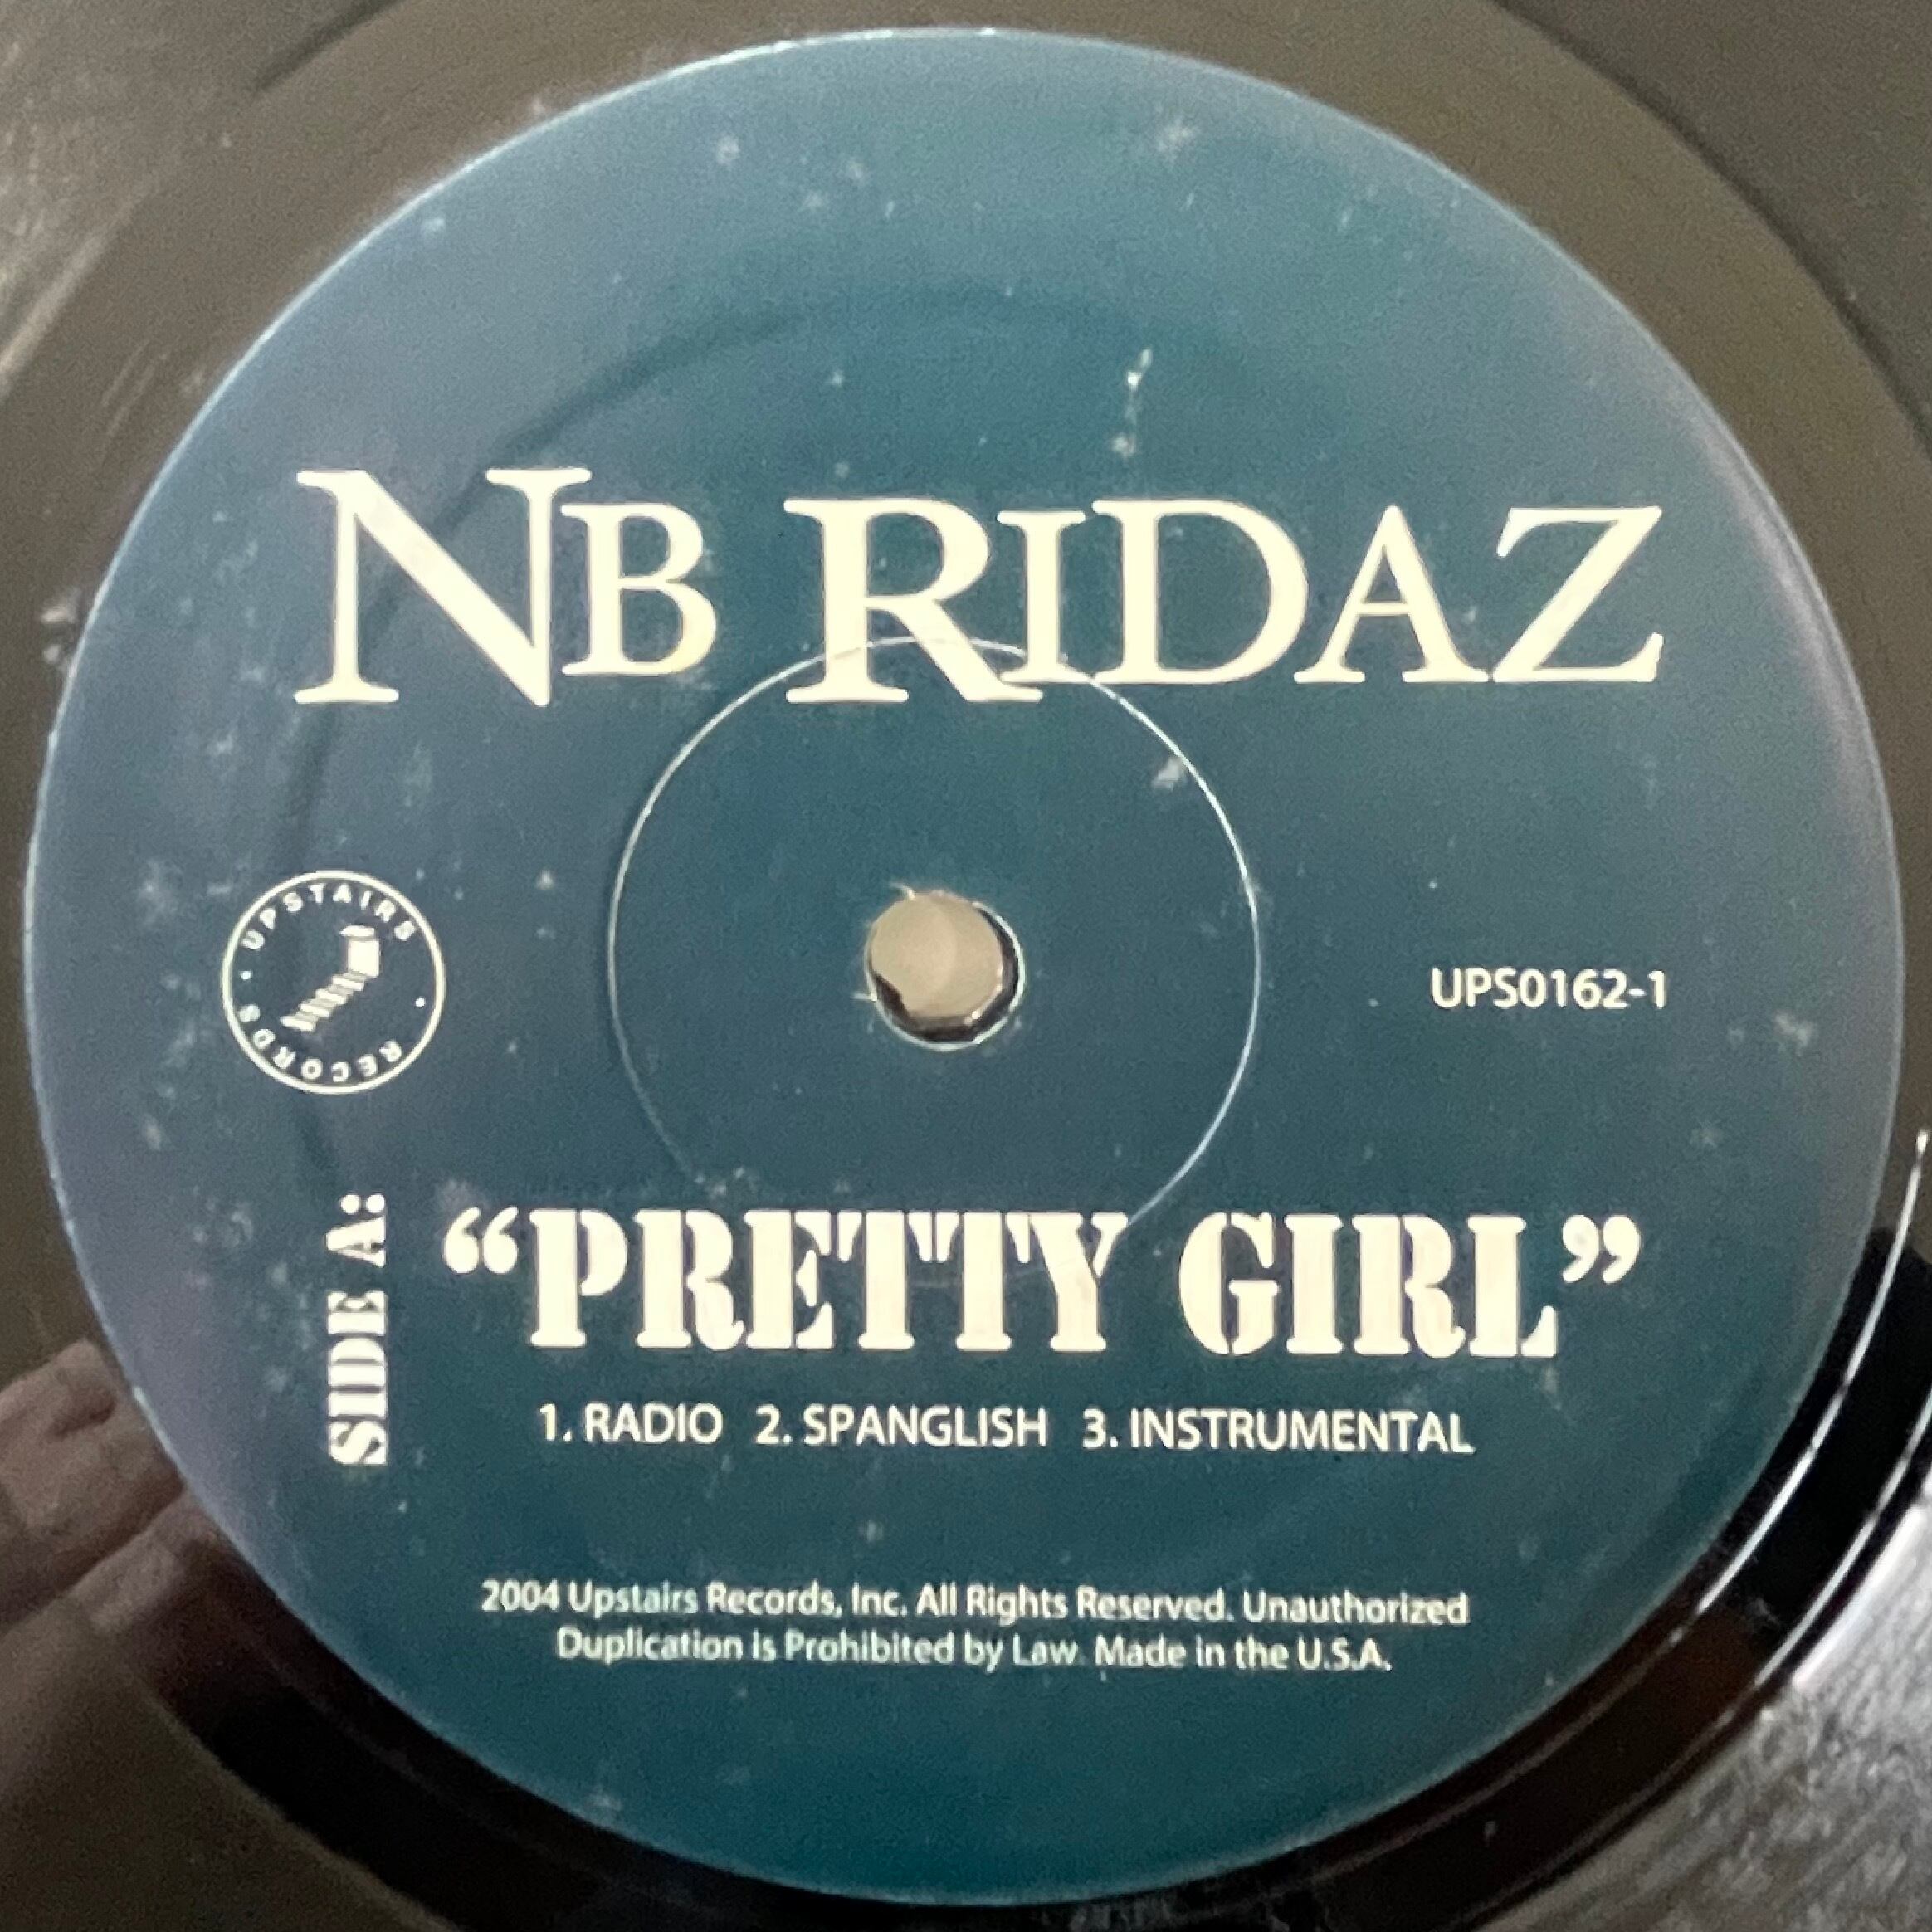 NB RIDAZ
UPSTAIRS
· RECORDS ·
UPS0162-1
SIDE A:
“PRETTY GIRL”
1. RADIO 2. SPANGLISH 3. INSTRUMENTAL
2004 Upstairs Records, Inc. All Rights Reserved. Unauthorized
Duplication is Prohibited by Law. Made in the U.S.A.